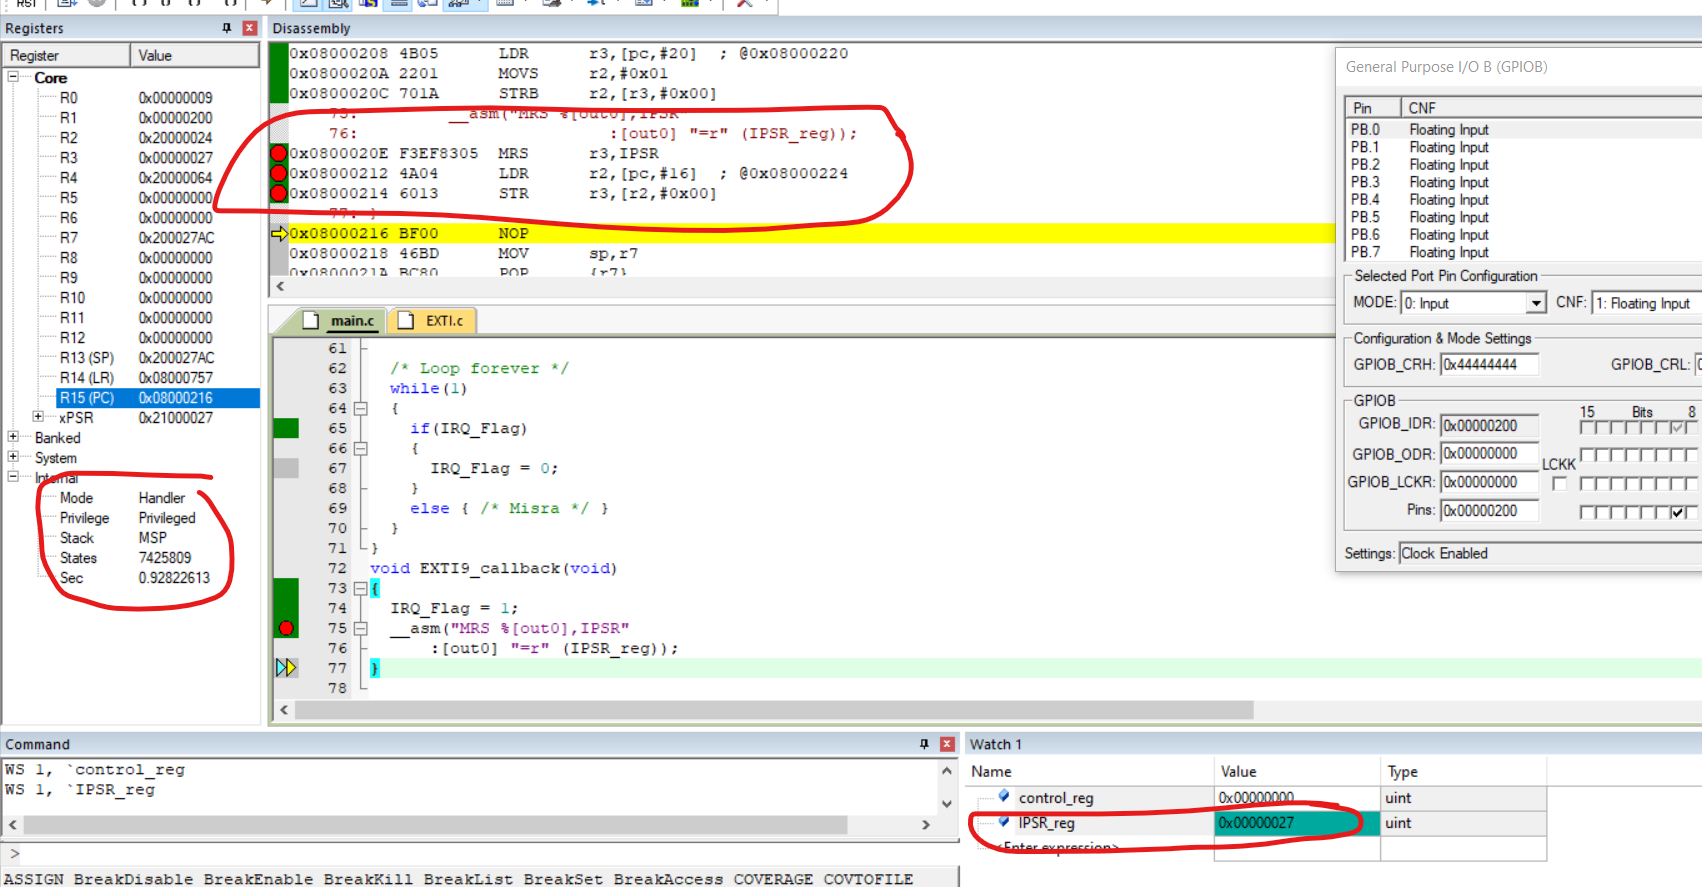 RST
Registers
Register Value
Core
R0 0x00000009
R1 0x00000200
R2 0x20000024
R3 0x00000027
R4 0x20000064
R5 0x00000000
R6 0x00000000
R7 0x200027AC
R8 0x00000000
R9 0x00000000
R10 0x00000000
R11 0x00000000
R12 0x00000000
R13 (SP) 0x200027AC
R14 (LR) 0x08000757
R15 (PC) 0x08000216
xPSR 0x21000027
Banked
System
Internal
Mode Handler
Privilege Privileged
Stack MSP
States 7425809
Sec 0.92822613
Disassembly
0x08000208 4B05 LDR r3,[pc,#20] ; @0x08000220
0x0800020A 2201 MOVS r2,#0x01
0x0800020C 701A STRB r2,[r3,#0x00]
75: __asm("MRS %[out0],IPSR"
76: :[out0] "=r" (IPSR_reg));
0x0800020E F3EF8305 MRS r3,IPSR
0x08000212 4A04 LDR r2,[pc,#16] ; @0x08000224
0x08000214 6013 STR r3,[r2,#0x00]
77: }
0x08000216 BF00 NOP
0x08000218 46BD MOV sp,r7
0x0800021A BC80 POP {r7}
main.c EXTI.c
61
62 /* Loop forever */
63 while(1)
64 {
65 if(IRQ_Flag)
66 {
67 IRQ_Flag = 0;
68 }
69 else { /* Misra */ }
70 }
71 }
72 void EXTI9_callback(void)
73 {
74 IRQ_Flag = 1;
75 __asm("MRS %[out0],IPSR"
76 :[out0] "=r" (IPSR_reg));
77 }
78
General Purpose I/O B (GPIOB)
Pin CNF
PB.0 Floating Input
PB.1 Floating Input
PB.2 Floating Input
PB.3 Floating Input
PB.4 Floating Input
PB.5 Floating Input
PB.6 Floating Input
PB.7 Floating Input
Selected Port Pin Configuration
MODE: 0: Input CNF: 1: Floating Input
Configuration & Mode Settings
GPIOB_CRH: 0x44444444 GPIOB_CRL:
GPIOB
15 Bits 8
GPIOB_IDR: 0x00000200
GPIOB_ODR: 0x00000000
LCKK
GPIOB_LCKR: 0x00000000
Pins: 0x00000200
Settings: Clock Enabled
Command
WS 1, `control_reg
WS 1, `IPSR_reg
>
ASSIGN BreakDisable BreakEnable BreakKill BreakList BreakSet BreakAccess COVERAGE COVTOFILE
Watch 1
Name Value Type
control_reg 0x00000000 uint
IPSR_reg 0x00000027 uint
<Enter expression>